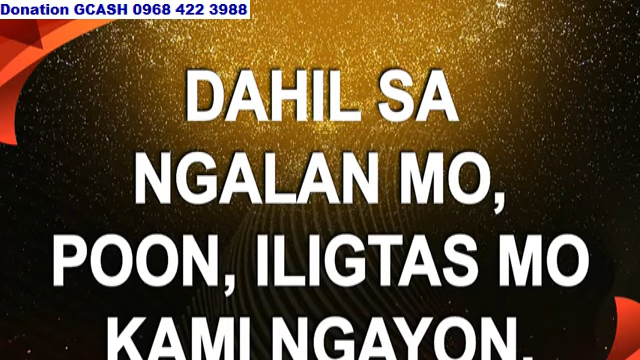 Donation GCASH 0968 422 3988
DAHIL SA
NGALAN MO,
POON, ILIGTAS MO
KAMI NGAYON.